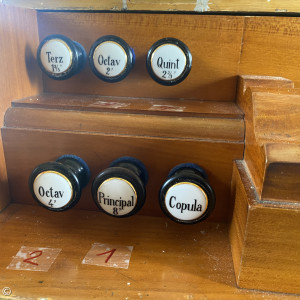 Terz
1⅗'
Octav
2'
Quint
2⅔'
Octav
4'
Principal
8'
Copula
2
1